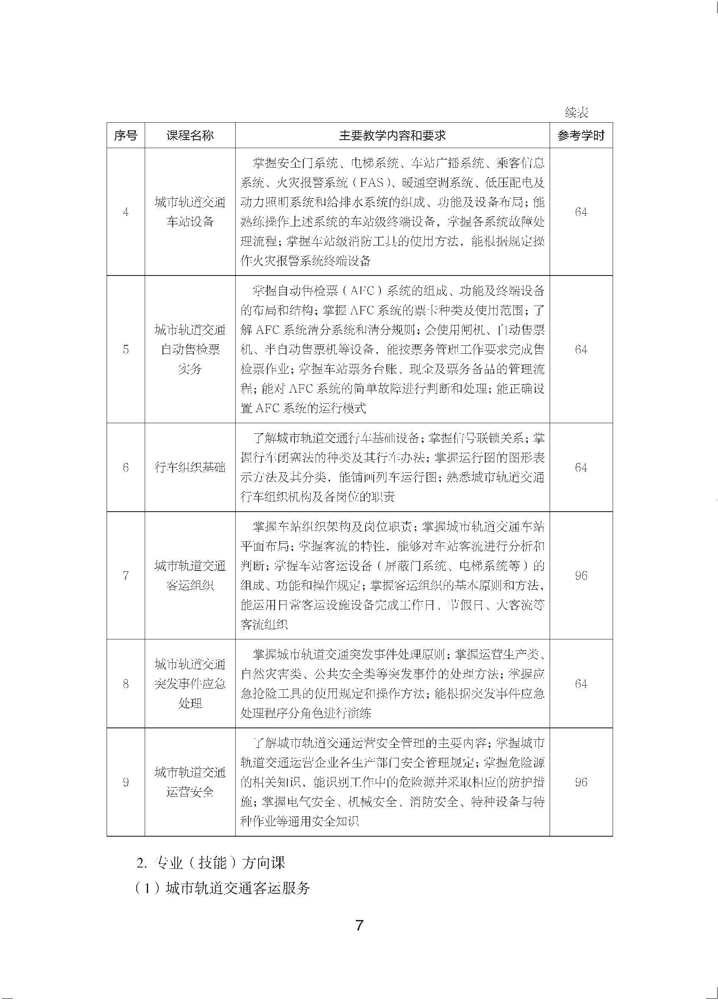 续表
序号 课程名称 主要教学内容和要求 参考学时
4
城市轨道交通
车站设备
掌握安全门系统、电梯系统、车站广播系统、乘客信息
系统、火灾报警系统（FAS）、暖通空调系统、低压配电及
动力照明系统和给排水系统的组成、功能及设备布局；能
熟练操作上述系统的车站级终端设备，掌握各系统故障处
理流程；掌握车站级消防工具的使用方法，能根据规定操
作火灾报警系统终端设备
64
5
城市轨道交通
自动售检票
实务
掌握自动售检票（AFC）系统的组成、功能及终端设备
的布局和结构；掌握 AFC 系统的票卡种类及使用范围；了
解 AFC 系统清分系统和清分规则；会使用闸机、自动售票
机、半自动售票机等设备，能按票务管理工作要求完成售
检票作业；掌握车站票务台账、现金及票务备品的管理流
程；能对 AFC 系统的简单故障进行判断和处理；能正确设
置 AFC 系统的运行模式
64
6
行车组织基础
了解城市轨道交通行车基础设备；掌握信号联锁关系；掌
握行车闭塞法的种类及其行车办法；掌握运行图的图形表
示方法及其分类，能铺画列车运行图；熟悉城市轨道交通
行车组织机构及各岗位的职责
64
7
城市轨道交通
客运组织
掌握车站组织架构及岗位职责；掌握城市轨道交通车站
平面布局；掌握客流的特性，能够对车站客流进行分析和
判断；掌握车站客运设备（屏蔽门系统、电梯系统等）的
组成、功能和操作规定；掌握客运组织的基本原则和方法，
能运用日常客运设施设备完成工作日、节假日、大客流等
客流组织
96
8
城市轨道交通
突发事件应急
处理
掌握城市轨道交通突发事件处理原则；掌握运营生产类、
自然灾害类、公共安全类等突发事件的处理方法；掌握应
急抢险工具的使用规定和操作方法；能根据突发事件应急
处理程序分角色进行演练
64
9
城市轨道交通
运营安全
了解城市轨道交通运营安全管理的主要内容；掌握城市
轨道交通运营企业各生产部门安全管理规定；掌握危险源
的相关知识，能识别工作中的危险源并采取相应的防护措
施；掌握电气安全、机械安全、消防安全、特种设备与特
种作业等通用安全知识
96
2. 专业（技能）方向课
（1）城市轨道交通客运服务
7